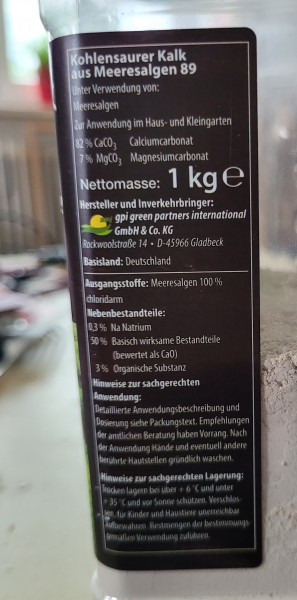 Kohlensaurer Kalk
aus Meeresalgen 89
Unter Verwendung von:
Meeresalgen
Zur Anwendung im Haus- und Kleingarten
82 % CaCO3 Calciumcarbonat
7 % MgCO3 Magnesiumcarbonat
Nettomasse: 1 kg ℮
Hersteller und Inverkehrbringer:
gpi green partners international
GmbH & Co. KG
Rockwoolstraße 14 • D-45966 Gladbeck
Basisland: Deutschland
Ausgangsstoffe: Meeresalgen 100 %
chloridarm
Nebenbestandteile:
0,3 % Na Natrium
50 % Basisch wirksame Bestandteile
(bewertet als CaO)
3 % Organische Substanz
Hinweise zur sachgerechten
Anwendung:
Detaillierte Anwendungsbeschreibung und
Dosierung siehe Packungstext. Empfehlungen
der amtlichen Beratung haben Vorrang. Nach
der Anwendung Hände und eventuell andere
berührte Hautstellen gründlich waschen.
Hinweise zur sachgerechten Lagerung:
Trocken lagern bei über + 6 °C und unter
+ 35 °C und vor Sonne schützen. Verschlos-
sen, für Kinder und Haustiere unerreichbar
aufbewahren. Restmengen der bestimmungs-
gemäßen Verwendung zuführen.